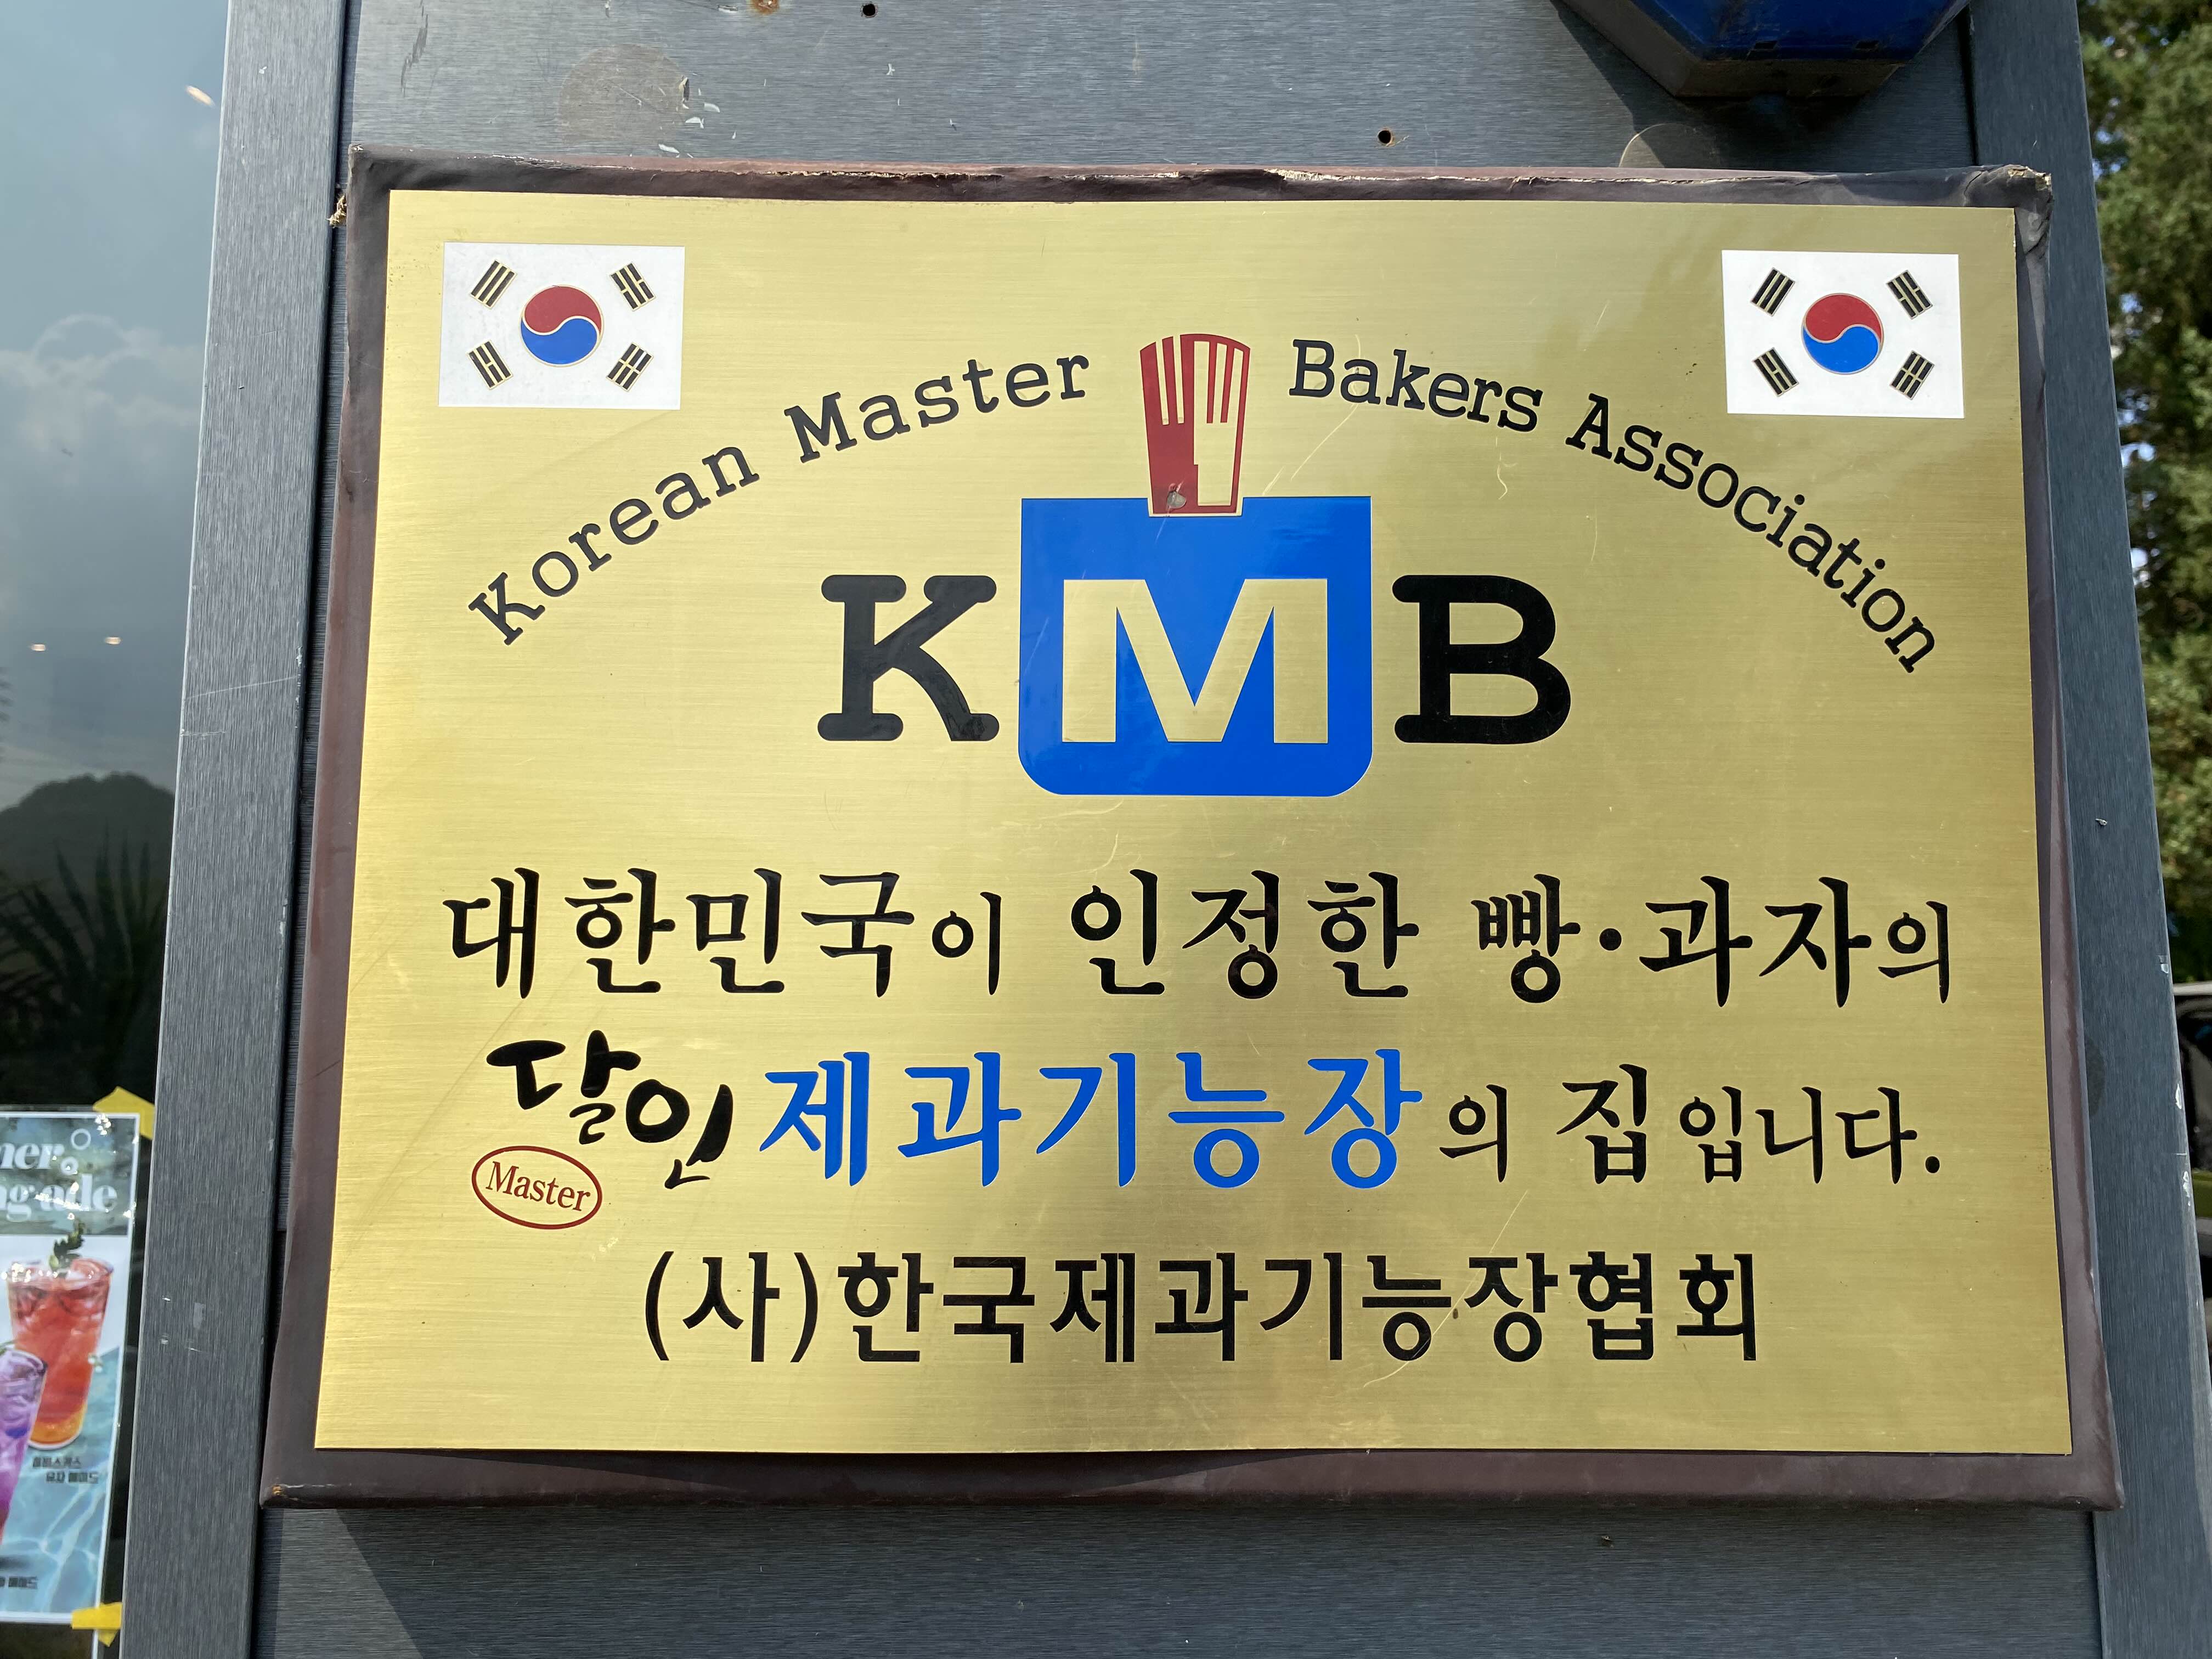 Korean Master Bakers Association
KMB
대한민국이 인정한 빵·과자의
달인 제과기능장의 집입니다.
Master
(사)한국제과기능장협회